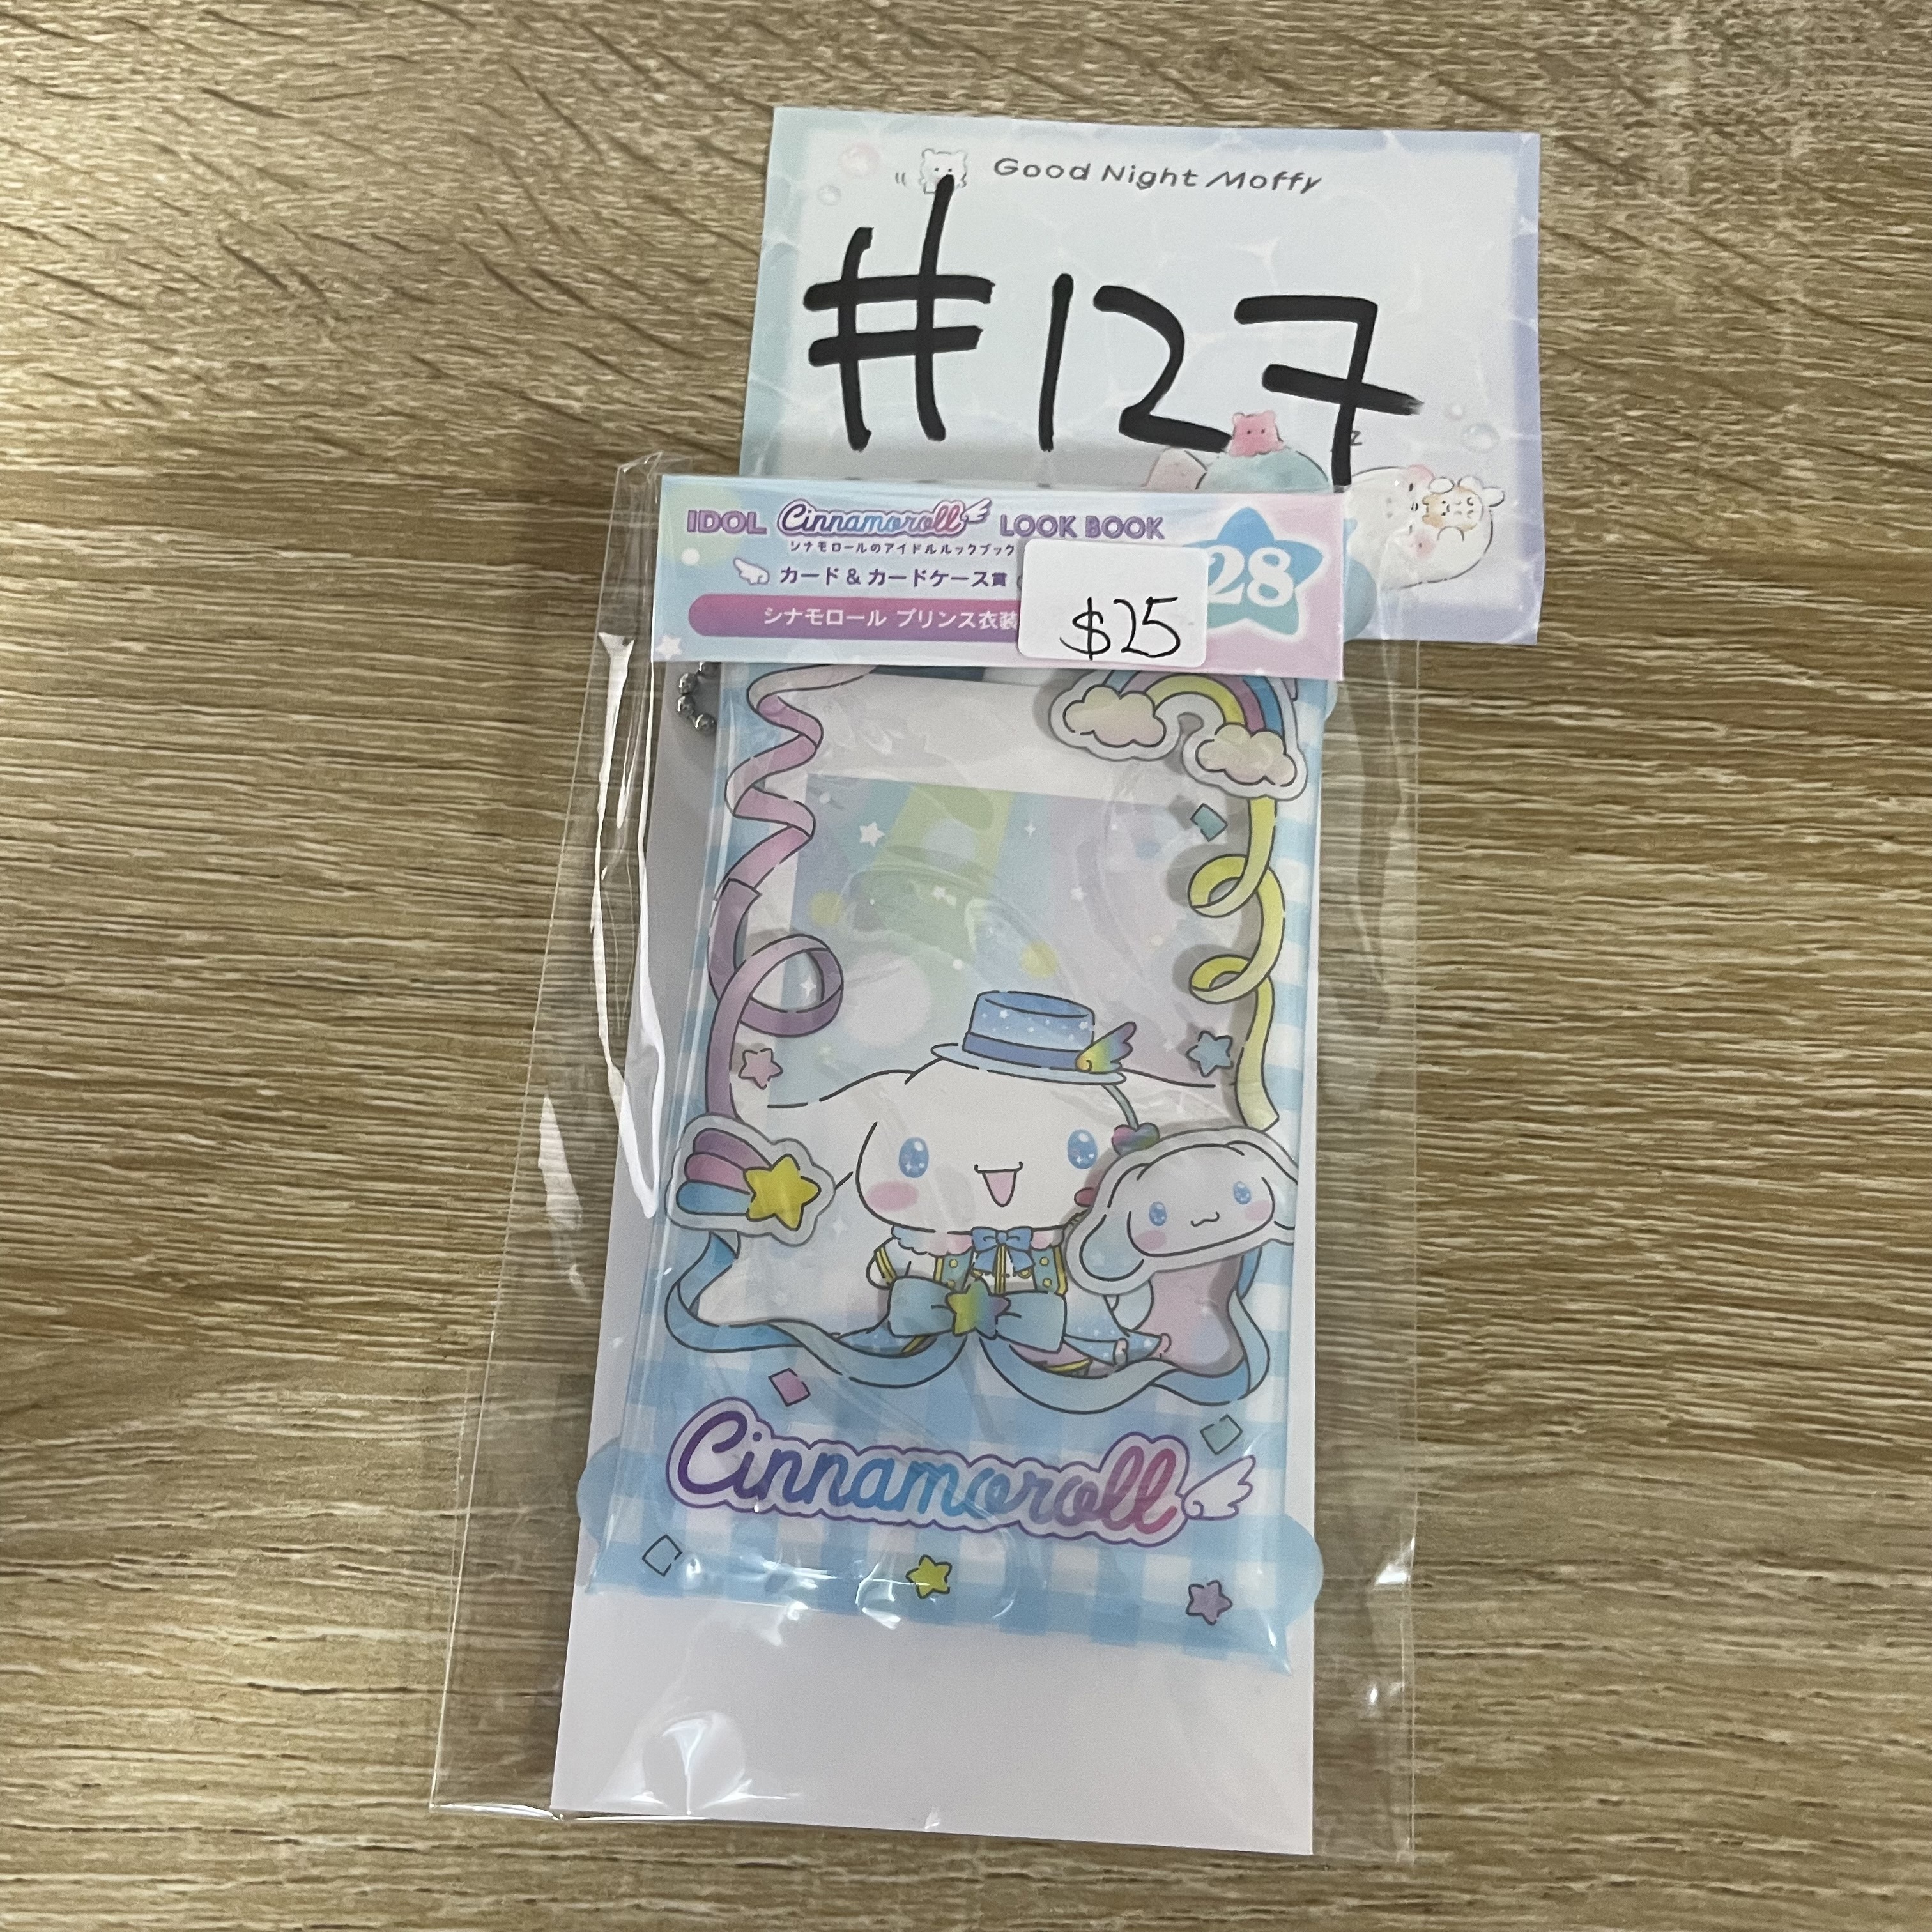 Good Night Moffy
#127
IDOL Cinnamoroll LOOK BOOK
シナモロールのアイドルルックブック
カード&カードケース賞
28
シナモロール プリンス衣装
$25
Cinnamoroll